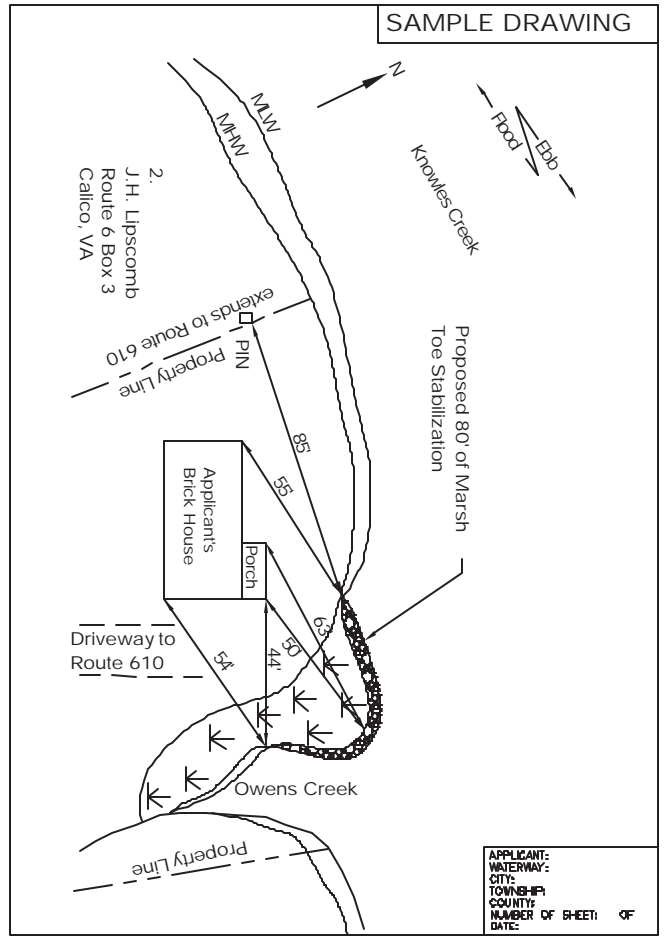 SAMPLE DRAWING
N
MLW
MHW
Flood
Ebb
Knowles Creek
2.
J.H. Lipscomb
Route 6 Box 3
Calico, VA
extends to Route 610
Property Line
PIN
Proposed 80' of Marsh
Toe Stabilization
85'
55'
Applicant's
Brick House
Porch
63'
50'
44'
54'
Driveway to
Route 610
Owens Creek
Property Line
APPLICANT:
WATERWAY:
CITY:
TOWNSHIP:
COUNTY:
NUMBER OF SHEET: OF
DATE: